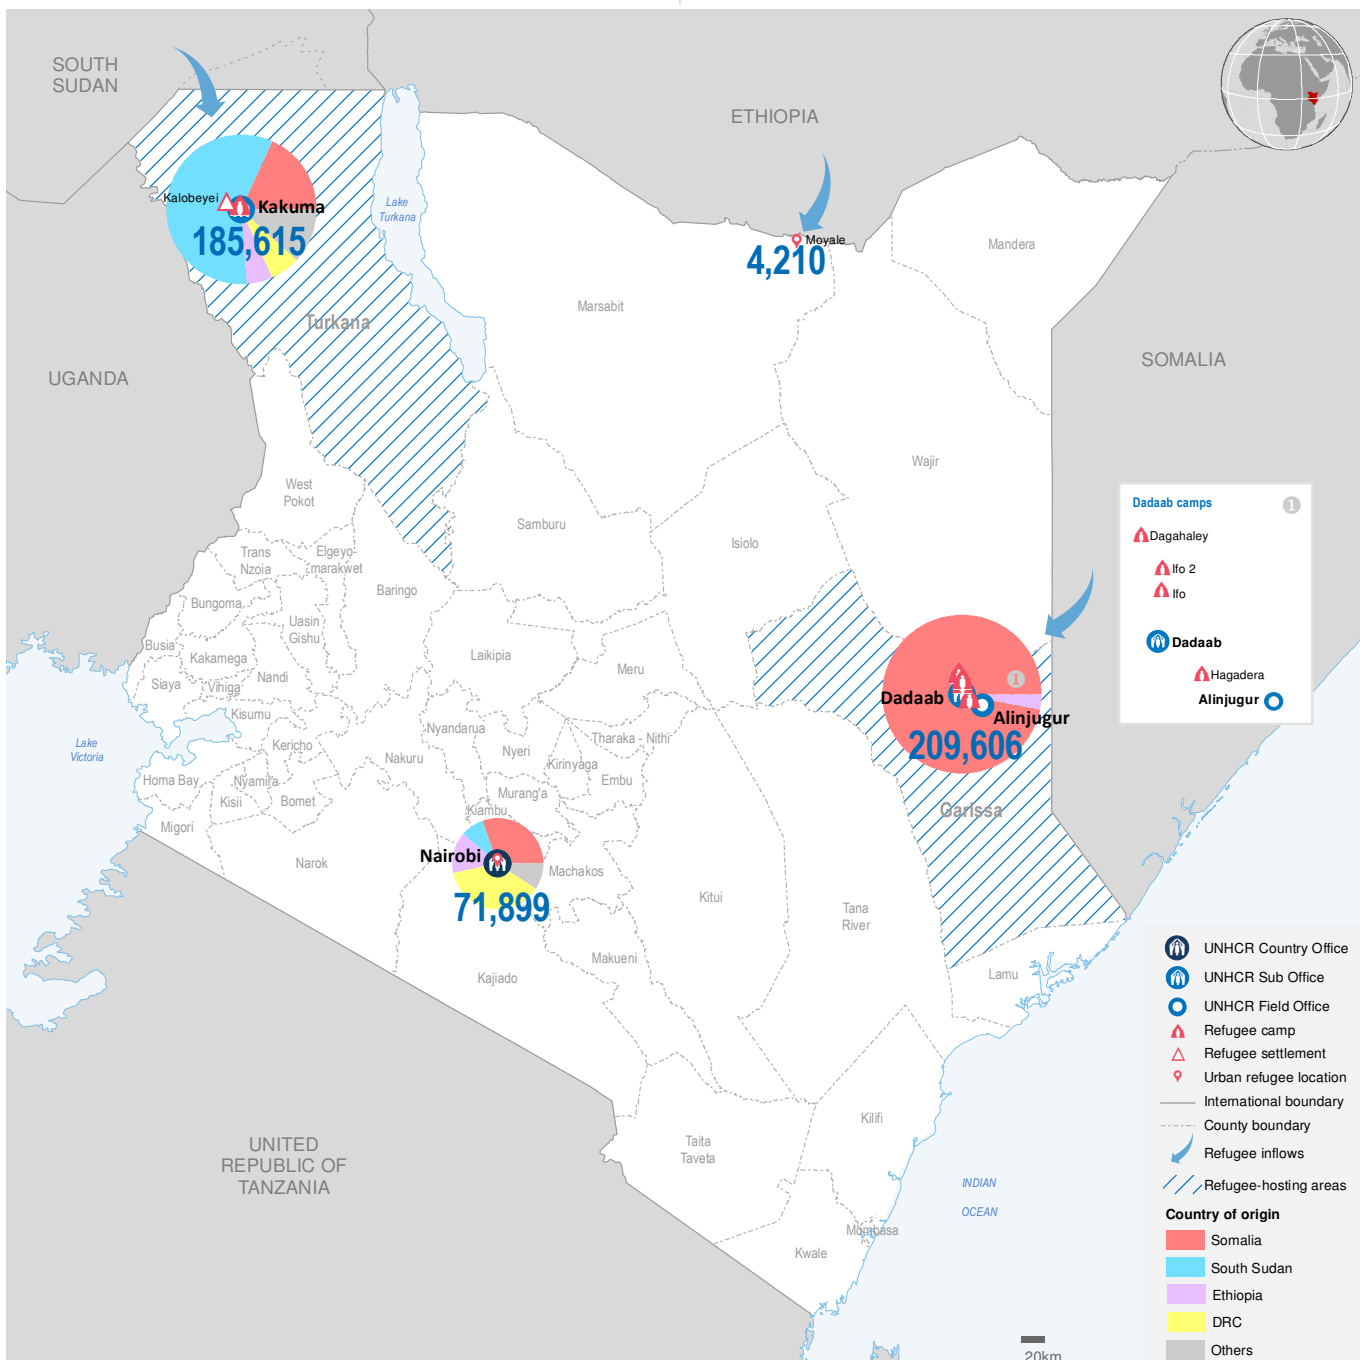 SOUTH
SUDAN
ETHIOPIA
Kalobeyei
Kakuma
185,615
Lake
Turkana
Moyale
4,210
Mandera
Marsabit
Turkana
UGANDA
SOMALIA
Wajir
West
Pokot
Samburu
Isiolo
Trans
Nzoia
Elgeyo-
marakwet
Baringo
Bungoma
Uasin
Gishu
Busia
Kakamega
Laikipia
Meru
Siaya
Vihiga
Nandi
Kisumu
1
Dadaab
Alinjugur
209,606
Lake
Victoria
Nyandarua
Tharaka - Nithi
Kericho
Nakuru
Nyeri
Kirinyaga
Homa Bay
Nyamira
Embu
Kisii
Bomet
Murang'a
Kiambu
Migori
Garissa
Narok
Nairobi
Machakos
71,899
Kitui
Tana
River
Makueni
Kajiado
Lamu
Kilifi
Taita
Taveta
UNITED
REPUBLIC OF
TANZANIA
INDIAN
OCEAN
Mombasa
Kwale
Dadaab camps
1
Dagahaley
Ifo 2
Ifo
Dadaab
Hagadera
Alinjugur
UNHCR Country Office
UNHCR Sub Office
UNHCR Field Office
Refugee camp
Refugee settlement
Urban refugee location
International boundary
County boundary
Refugee inflows
Refugee-hosting areas
Country of origin
Somalia
South Sudan
Ethiopia
DRC
Others
20km